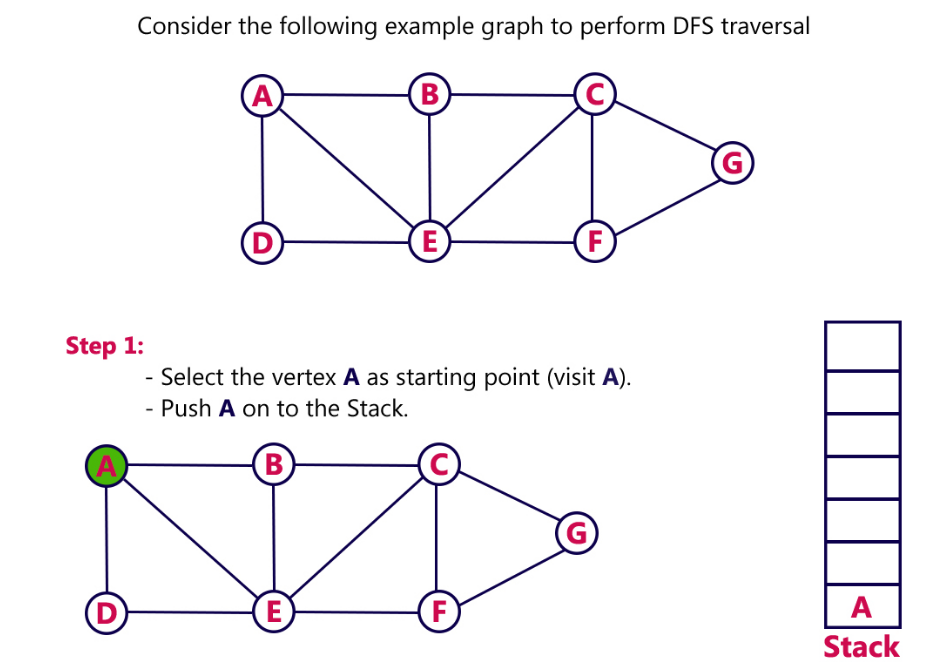 Consider the following example graph to perform DFS traversal
A B C
G
D E F
Step 1:
- Select the vertex A as starting point (visit A).
- Push A on to the Stack.
A B C
G
D E F
A
Stack